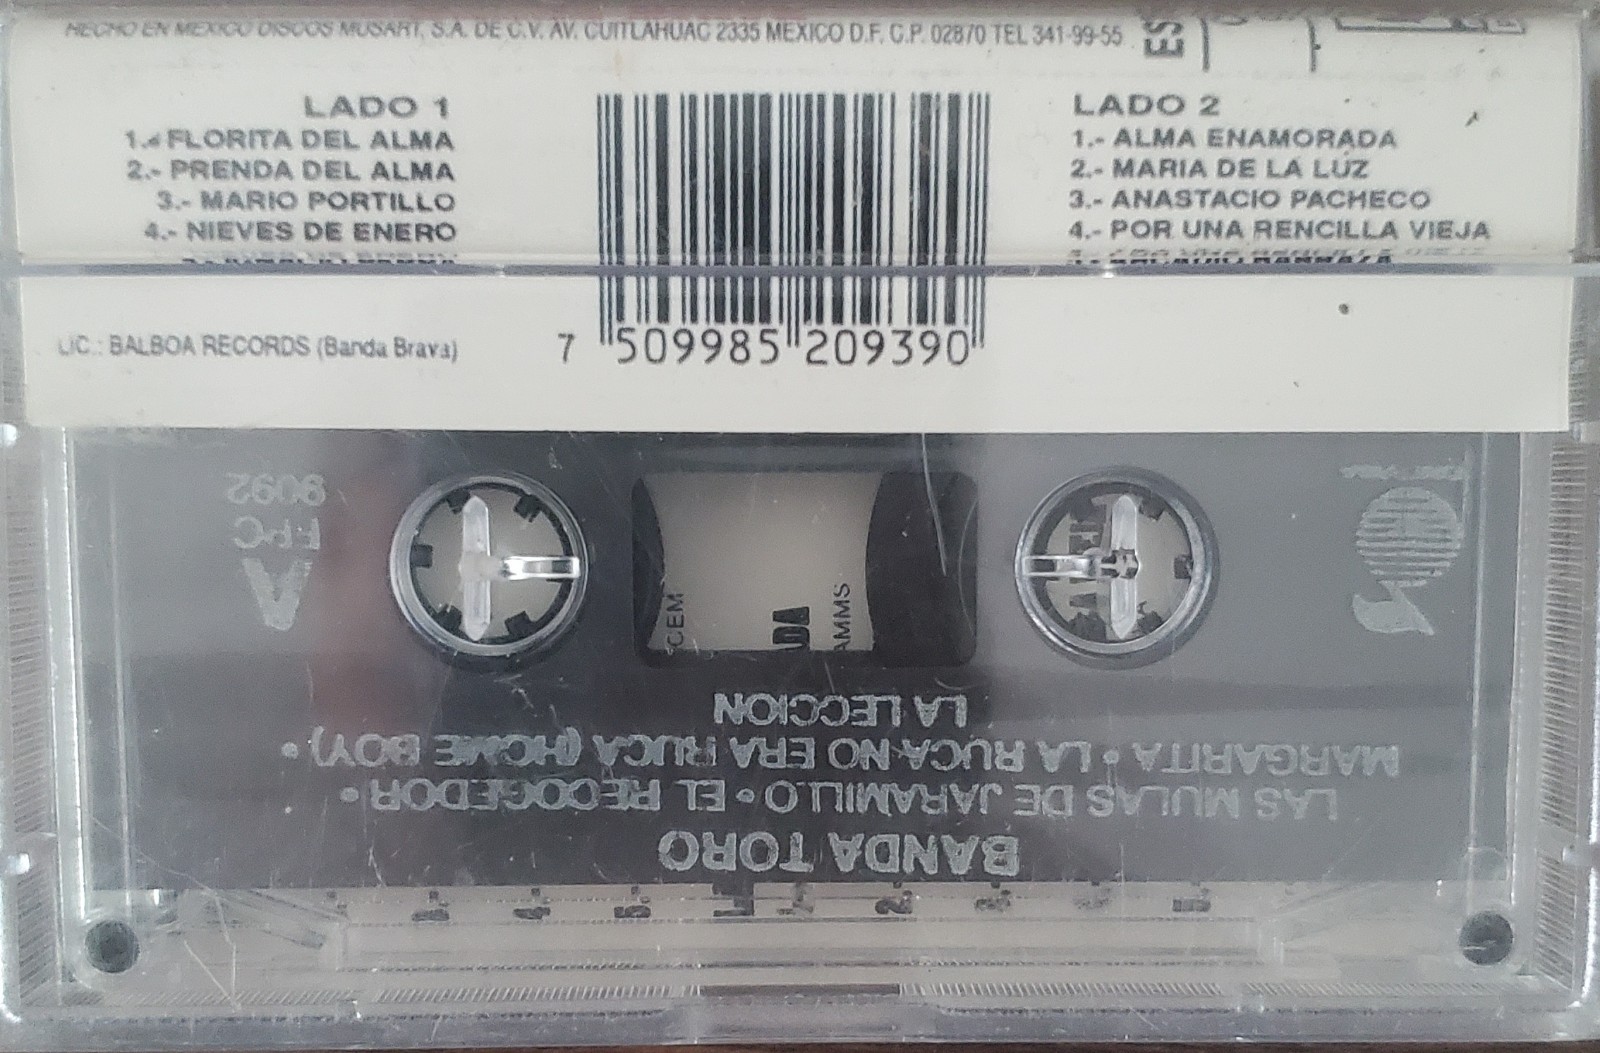 HECHO EN MEXICO DISCOS MUSART, S.A. DE C.V. AV. CUITLAHUAC 2335 MEXICO D.F. C.P. 02870 TEL 341-99-55
ES
LADO 1
1.- FLORITA DEL ALMA
2.- PRENDA DEL ALMA
3.- MARIO PORTILLO
4.- NIEVES DE ENERO
LADO 2
1.- ALMA ENAMORADA
2.- MARIA DE LA LUZ
3.- ANASTACIO PACHECO
4.- POR UNA RENCILLA VIEJA
LIC.: BALBOA RECORDS (Banda Brava)
7 509985 209390
BANDA TORO
LAS MULAS DE JARAMILLO • EL RECOGEDOR •
MARGARITA • LA RUCA NO ERA RUCA (HOME BOY) •
LA LECCION
A
FPC
9092
CEM
DA
AMMS